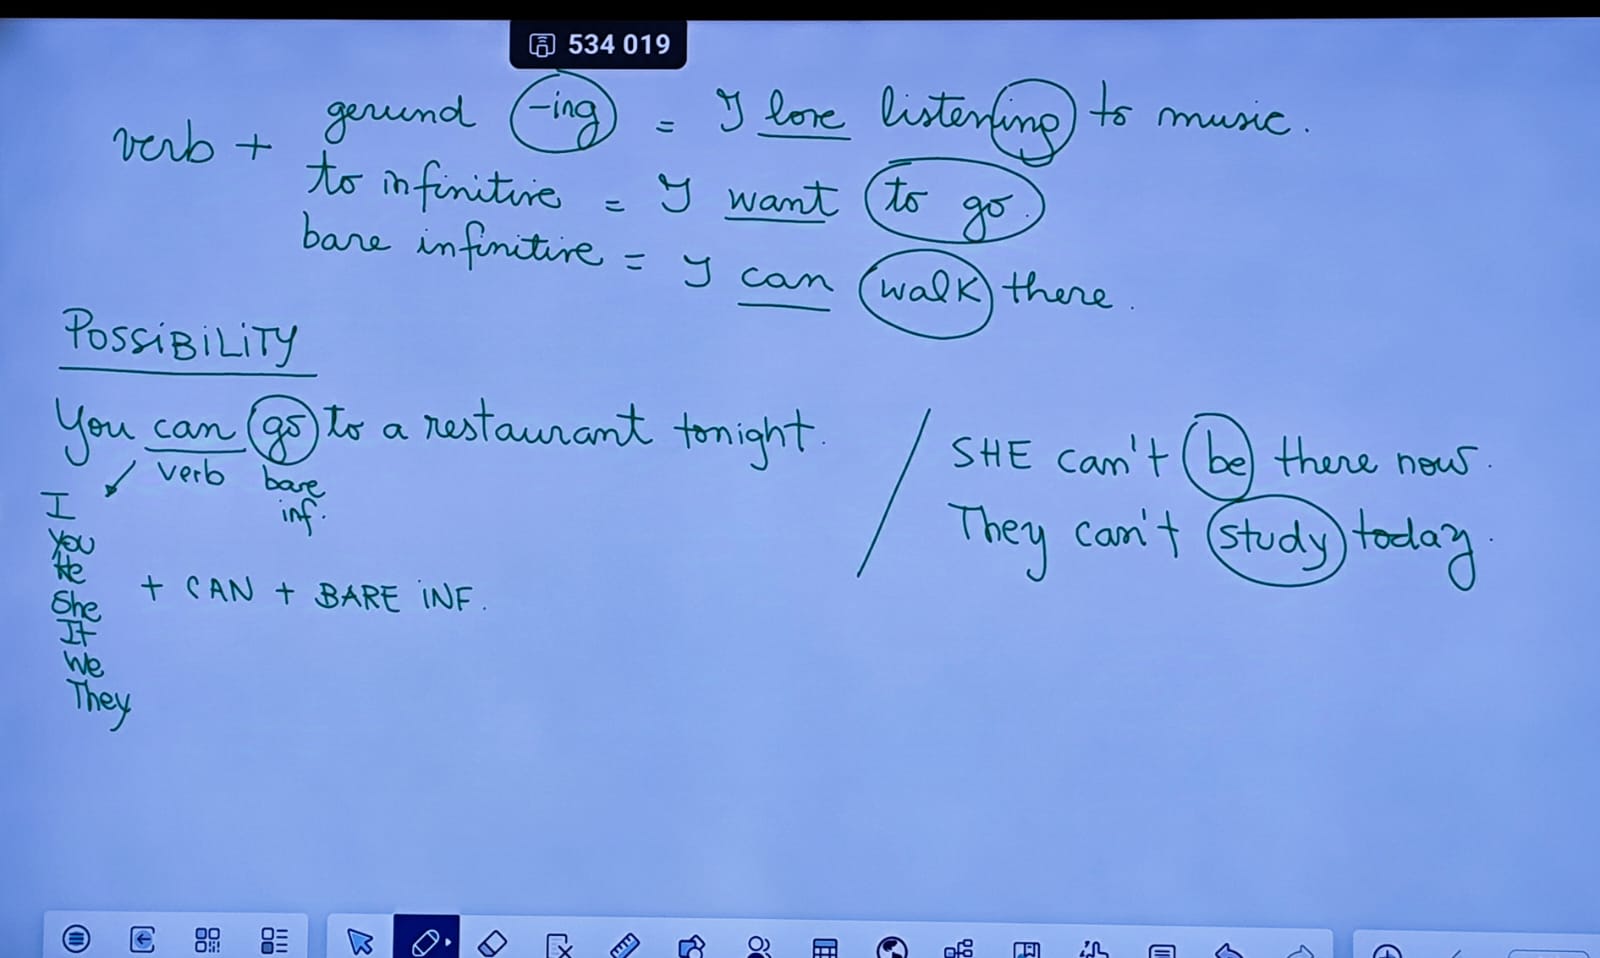 534 019
verb + gerund -ing = I love listening to music.
to infinitive = I want to go.
bare infinitive = I can walk there.
POSSIBILITY
You can go to a restaurant tonight.
verb bare inf.
I
You
He
She
It
We
They
+ CAN + BARE INF.
SHE can't be there now.
They can't study today.